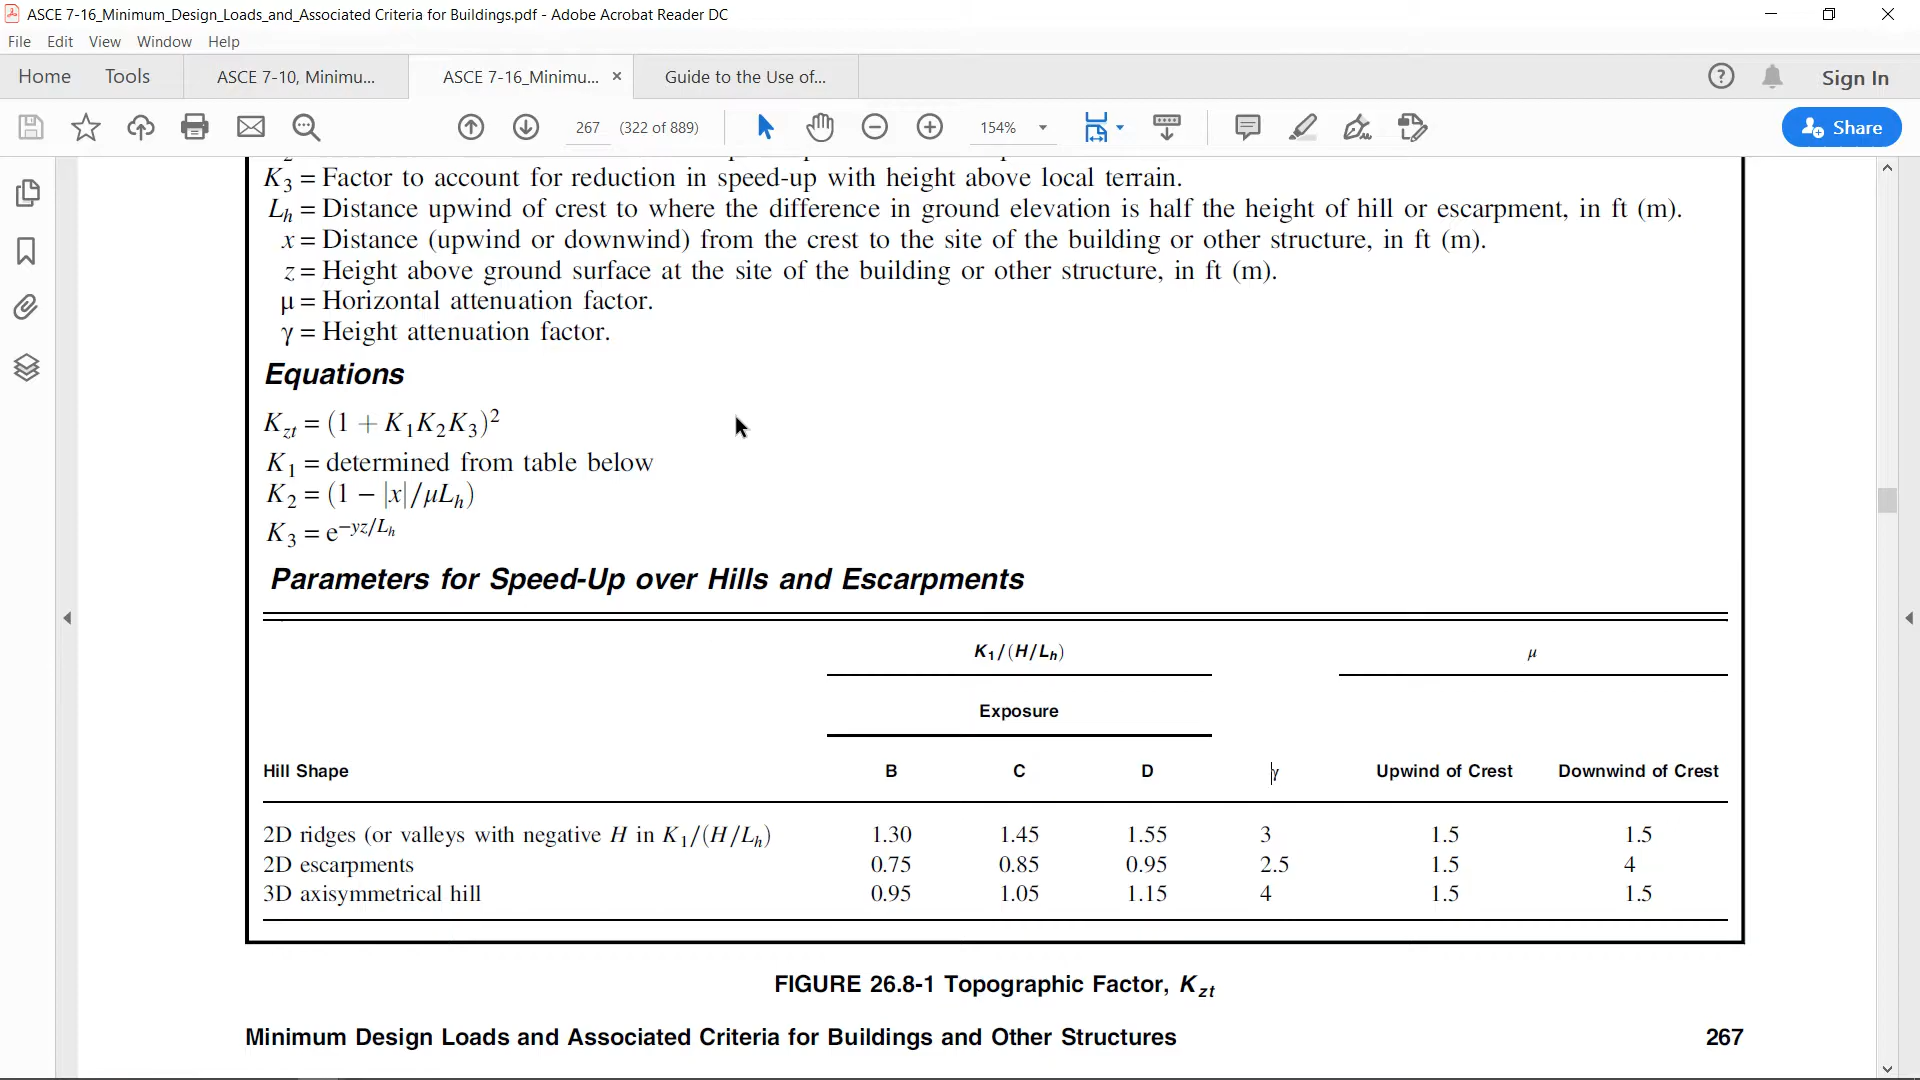 ASCE 7-16_Minimum_Design_Loads_and_Associated Criteria for Buildings.pdf - Adobe Acrobat Reader DC
File Edit View Window Help
Home Tools ASCE 7-10, Minimu... ASCE 7-16_Minimu... × Guide to the Use of... Sign In
267 (322 of 889) 154% Share
K3 = Factor to account for reduction in speed-up with height above local terrain.
Lh = Distance upwind of crest to where the difference in ground elevation is half the height of hill or escarpment, in ft (m).
x = Distance (upwind or downwind) from the crest to the site of the building or other structure, in ft (m).
z = Height above ground surface at the site of the building or other structure, in ft (m).
μ = Horizontal attenuation factor.
γ = Height attenuation factor.
Equations
Kzt = (1 + K1K2K3)²
K1 = determined from table below
K2 = (1 − |x|/μLh)
K3 = e−yz/Lh
Parameters for Speed-Up over Hills and Escarpments
K1/(H/Lh) μ
Exposure
Hill Shape B C D γ Upwind of Crest Downwind of Crest
2D ridges (or valleys with negative H in K1/(H/Lh) 1.30 1.45 1.55 3 1.5 1.5
2D escarpments 0.75 0.85 0.95 2.5 1.5 4
3D axisymmetrical hill 0.95 1.05 1.15 4 1.5 1.5
FIGURE 26.8-1 Topographic Factor, Kzt
Minimum Design Loads and Associated Criteria for Buildings and Other Structures 267